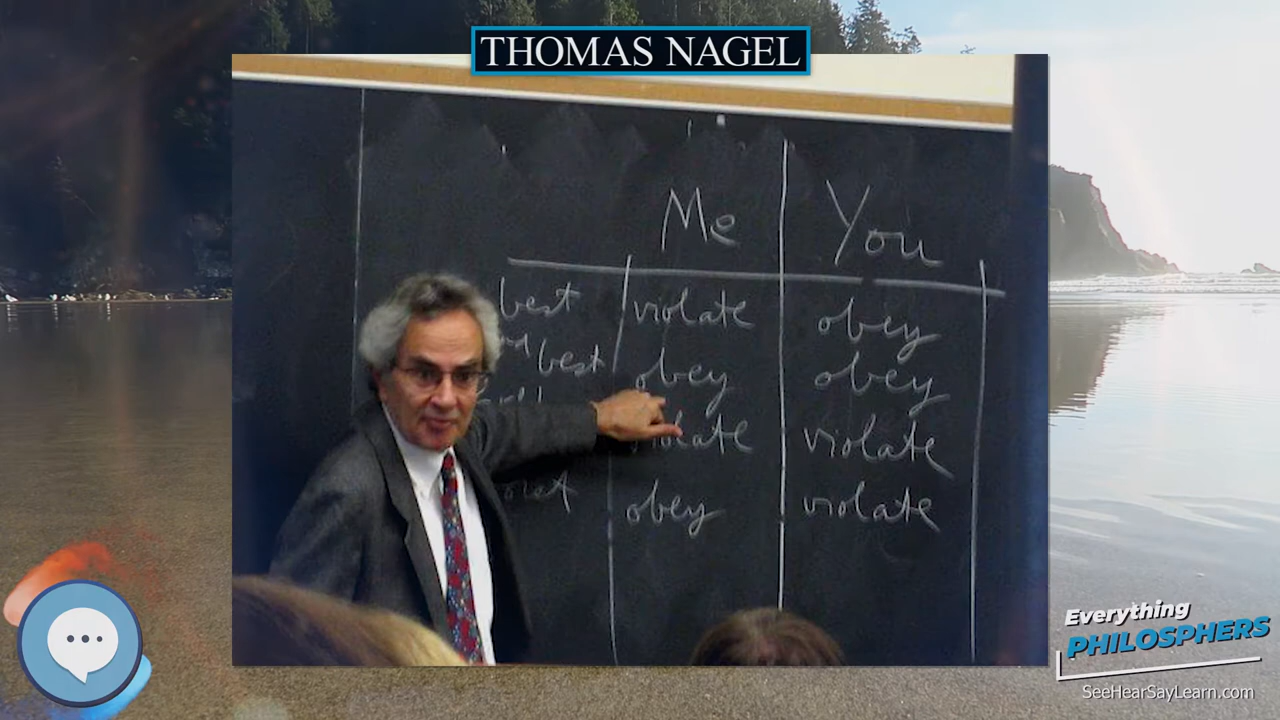 THOMAS NAGEL
Me You
best violate obey
best obey obey
violate violate
obey violate
Everything
PHILOSPHERS
SeeHearSayLearn.com